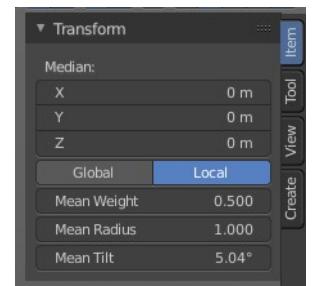 Transform
Median:
X 0 m
Y 0 m
Z 0 m
Global Local
Mean Weight 0.500
Mean Radius 1.000
Mean Tilt 5.04°
Item
Tool
View
Create